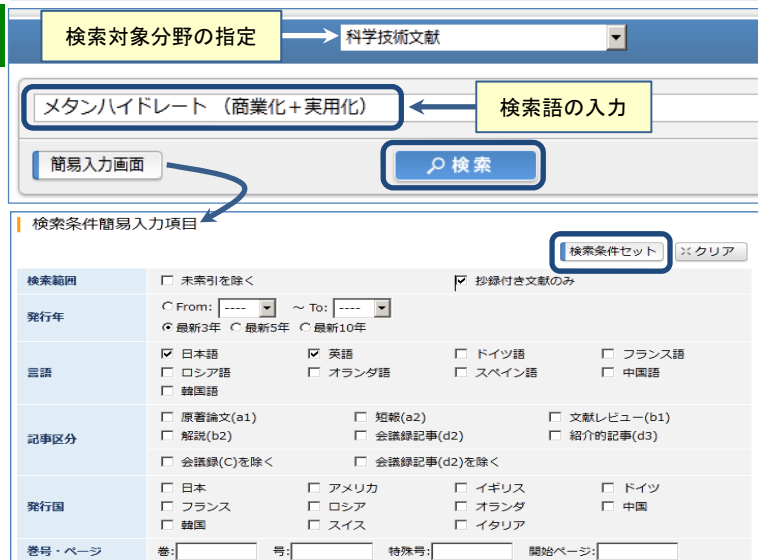 検索対象分野の指定
科学技術文献
メタンハイドレート （商業化+実用化）
検索語の入力
簡易入力画面
検索
検索条件簡易入力項目
検索条件セット クリア
検索範囲 未索引を除く 抄録付き文献のみ
発行年 From: ---- ～ To: ----
最新3年 最新5年 最新10年
言語 日本語 英語 ドイツ語 フランス語
ロシア語 オランダ語 スペイン語 中国語
韓国語
記事区分 原著論文(a1) 短報(a2) 文献レビュー(b1)
解説(b2) 会議録記事(d2) 紹介的記事(d3)
会議録(C)を除く 会議録記事(d2)を除く
発行国 日本 アメリカ イギリス ドイツ
フランス ロシア オランダ 中国
韓国 スイス イタリア
巻号・ページ 巻: 号: 特殊号: 開始ページ: